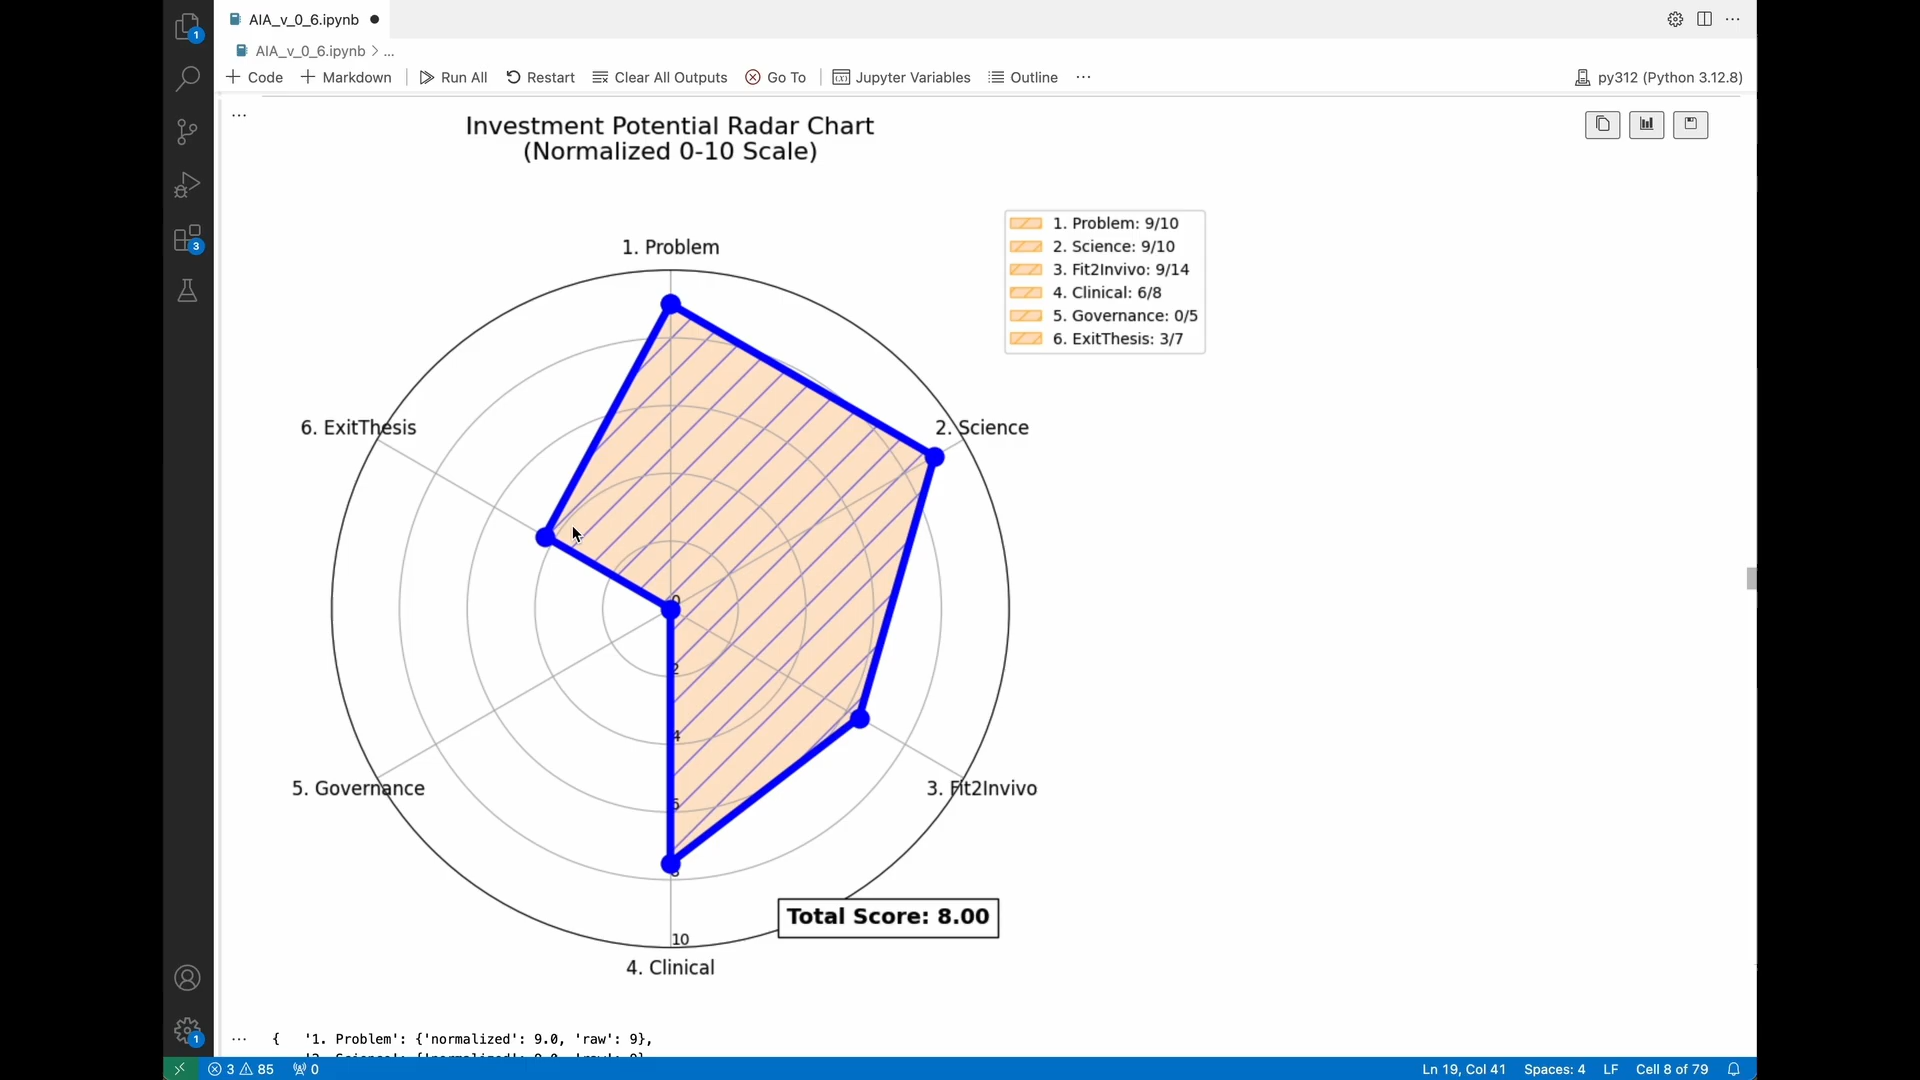 AIA_v_0_6.ipynb
AIA_v_0_6.ipynb > ...
+ Code + Markdown Run All Restart Clear All Outputs Go To Jupyter Variables Outline ... py312 (Python 3.12.8)
Investment Potential Radar Chart
(Normalized 0-10 Scale)
1. Problem: 9/10
2. Science: 9/10
3. Fit2Invivo: 9/14
4. Clinical: 6/8
5. Governance: 0/5
6. ExitThesis: 3/7
1. Problem
6. ExitThesis
2. Science
0
2
4
6
8
10
5. Governance
3. Fit2Invivo
Total Score: 8.00
4. Clinical
{ '1. Problem': {'normalized': 9.0, 'raw': 9},
1
3
1
3 85 0
Ln 19, Col 41 Spaces: 4 LF Cell 8 of 79